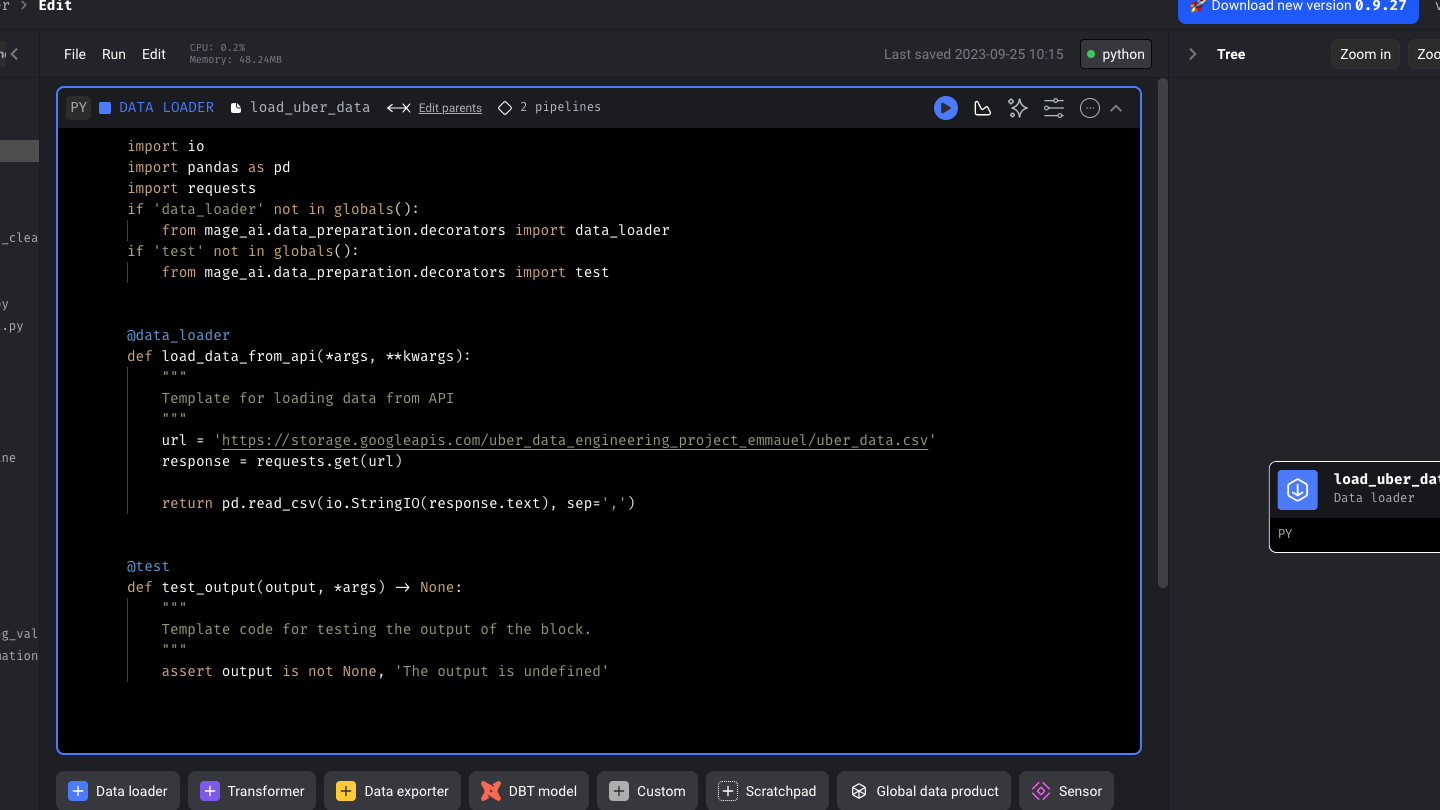 Edit
Download new version 0.9.27
File Run Edit
CPU: 0.2%
Memory: 48.24MB
Last saved 2023-09-25 10:15
python
Tree
Zoom in
PY DATA LOADER load_uber_data Edit parents 2 pipelines
import io
import pandas as pd
import requests
if 'data_loader' not in globals():
    from mage_ai.data_preparation.decorators import data_loader
if 'test' not in globals():
    from mage_ai.data_preparation.decorators import test
@data_loader
def load_data_from_api(*args, **kwargs):
    """
    Template for loading data from API
    """
    url = 'https://storage.googleapis.com/uber_data_engineering_project_emmauel/uber_data.csv'
    response = requests.get(url)
    return pd.read_csv(io.StringIO(response.text), sep=',')
@test
def test_output(output, *args) -> None:
    """
    Template code for testing the output of the block.
    """
    assert output is not None, 'The output is undefined'
_clea
.py
ng_val
load_uber_dat
Data loader
PY
Data loader
Transformer
Data exporter
DBT model
Custom
Scratchpad
Global data product
Sensor